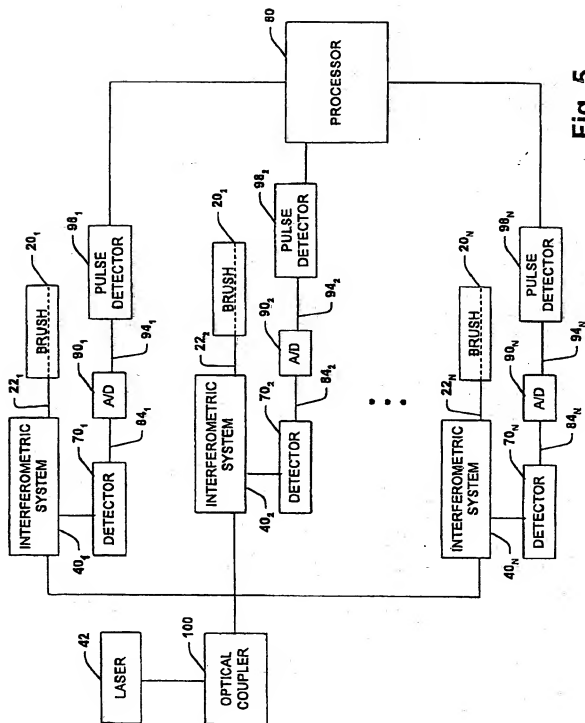 42
LASER
100
OPTICAL
COUPLER
INTERFEROMETRIC
SYSTEM
40₁
22₁
BRUSH
20₁
70₁
DETECTOR
84₁
90₁
A/D
94₁
98₁
PULSE
DETECTOR
INTERFEROMETRIC
SYSTEM
40₂
22₂
BRUSH
20₂
70₂
DETECTOR
84₂
90₂
A/D
94₂
98₂
PULSE
DETECTOR
80
PROCESSOR
INTERFEROMETRIC
SYSTEM
40N
22N
BRUSH
20N
70N
DETECTOR
84N
90N
A/D
94N
98N
PULSE
DETECTOR
Fig. 5